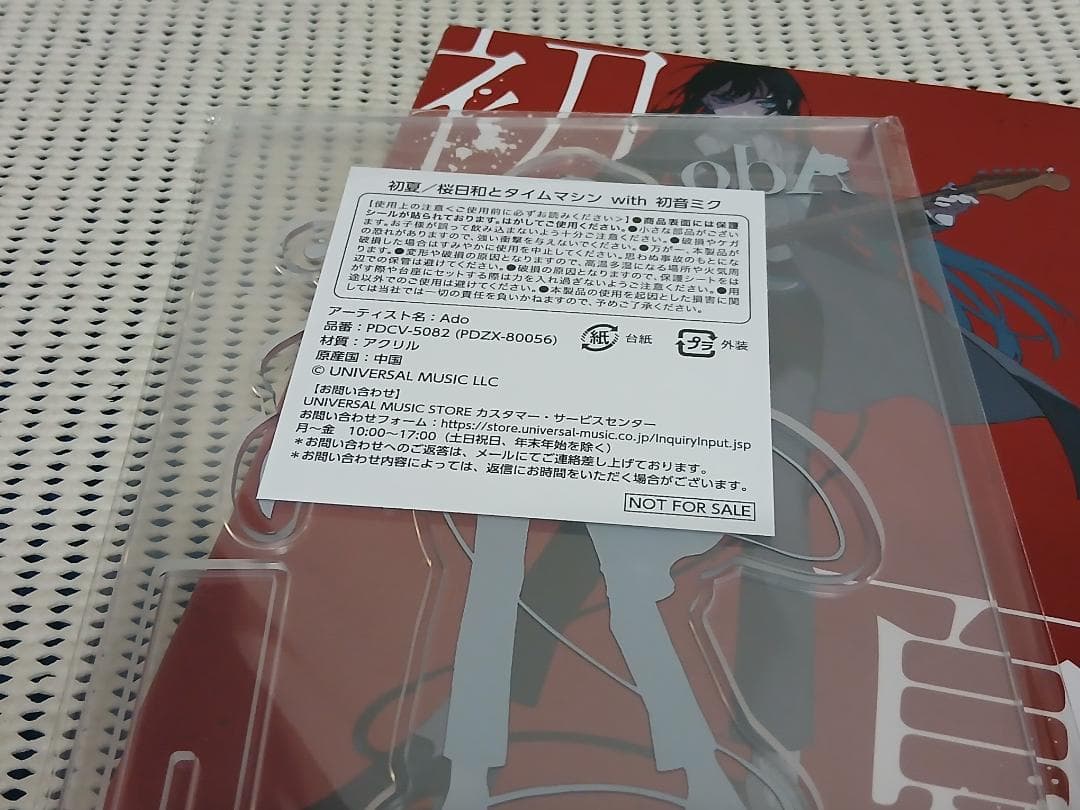 初
obA
初夏／桜日和とタイムマシン with 初音ミク
【使用上の注意＜ご使用前に必ずお読みください＞】●商品表面には保護
シールが貼られております。はがしてご使用ください。●小さな部品がござい
ます。お子様が誤って飲み込まないよう十分ご注意ください。●破損やケガ
の恐れがありますので、強い衝撃を与えないでください。●万が一、本製品が
破損した場合はすみやかに使用を中止してください。思わぬ事故のもとにな
ります。●変形や破損の原因となりますので、高温多湿になる場所や火気周
辺での保管は避けてください。●破損の原因となりますので、保護シートをは
がす際や台座にセットする際は力を入れ過ぎないようご注意ください。●用
途以外でのご使用は避けてください。●本製品の使用を起因とした損害に関
しては当社では一切の責任を負いかねますので、予めご了承ください。
アーティスト名：Ado
品番：PDCV-5082 (PDZX-80056)
材質：アクリル
原産国：中国
紙 台紙
プラ 外装
© UNIVERSAL MUSIC LLC
【お問い合わせ】
UNIVERSAL MUSIC STORE カスタマー・サービスセンター
お問い合わせフォーム：https://store.universal-music.co.jp/InquiryInput.jsp
月〜金 10:00〜17:00（土日祝日、年末年始を除く）
＊お問い合わせへのご返答は、メールにてご連絡差し上げております。
＊お問い合わせ内容によっては、返信にお時間をいただく場合がございます。
NOT FOR SALE